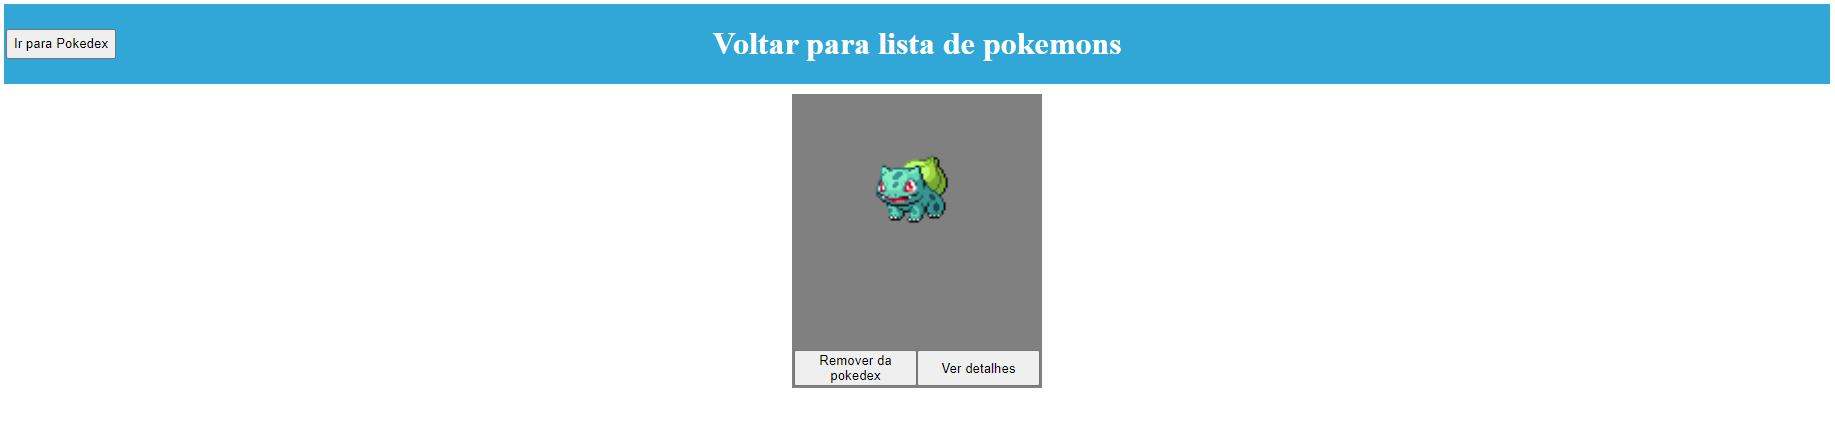 Ir para Pokedex
Voltar para lista de pokemons
Remover da
pokedex
Ver detalhes